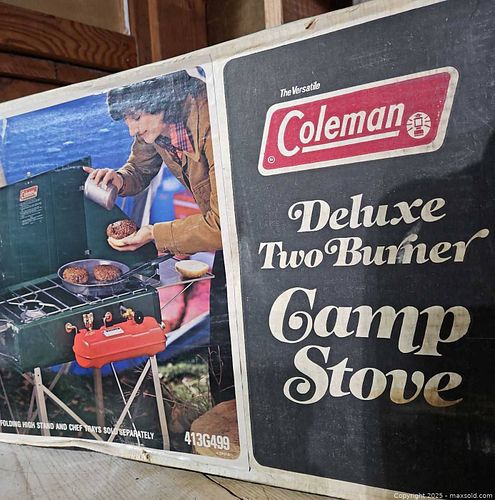 The Versatile
Coleman
Deluxe
Two Burner
Camp
Stove
Coleman
FOLDING HIGH STAND AND CHEF TRAYS SOLD SEPARATELY
413G499
Copyright 2025 - maxsold.com